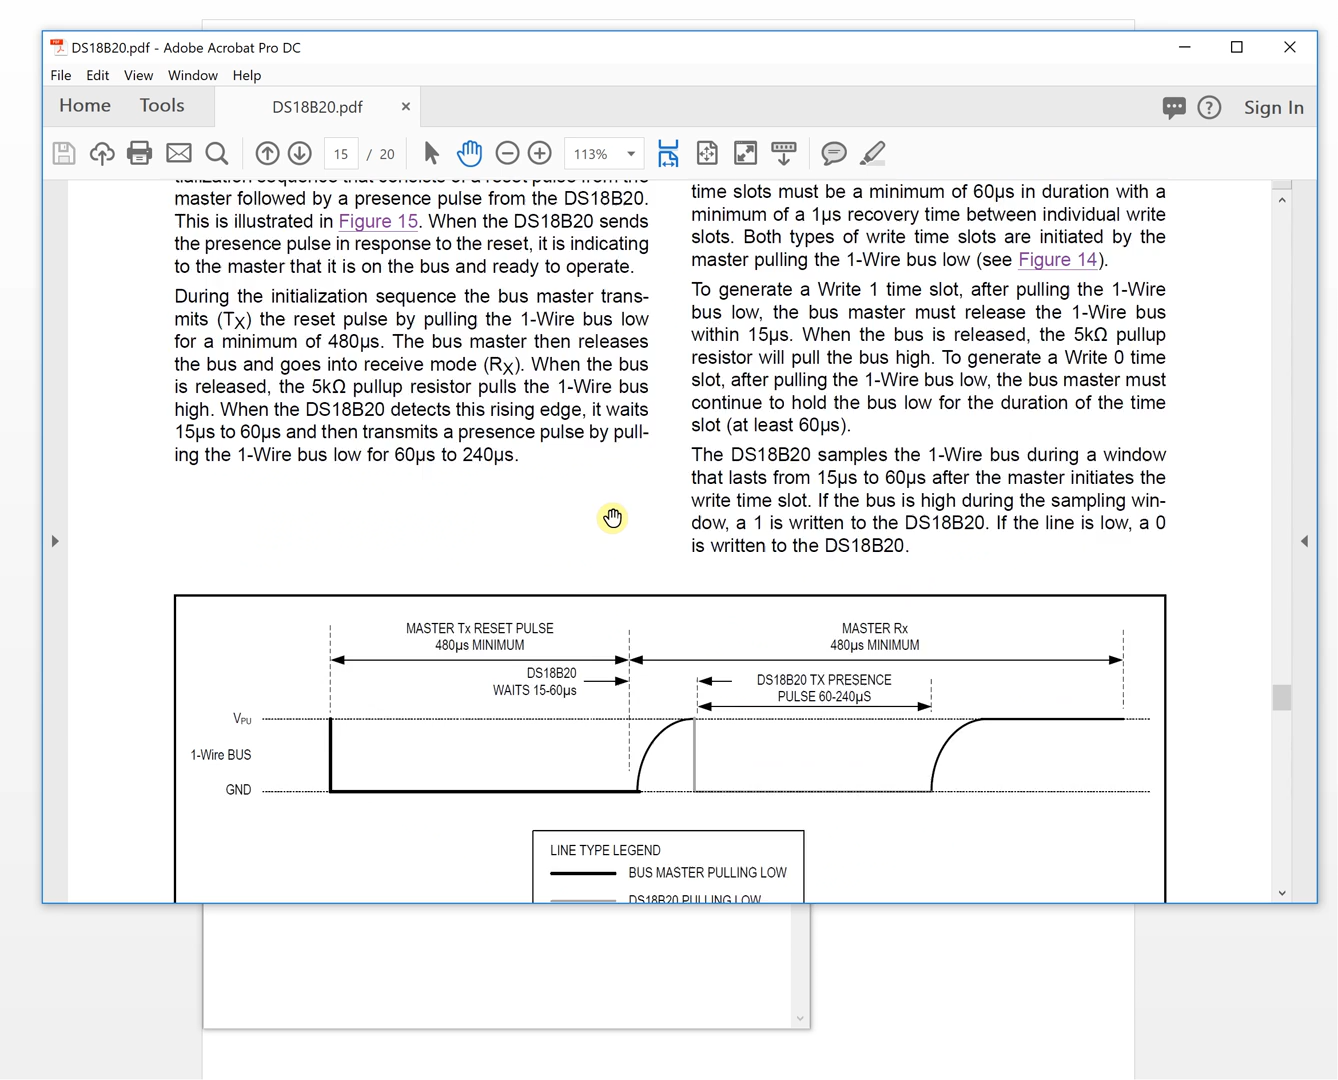 DS18B20.pdf - Adobe Acrobat Pro DC
File Edit View Window Help
Home Tools DS18B20.pdf × Sign In
15 / 20 113%
tialization sequence that consists of a reset pulse from the
master followed by a presence pulse from the DS18B20.
This is illustrated in Figure 15. When the DS18B20 sends
the presence pulse in response to the reset, it is indicating
to the master that it is on the bus and ready to operate.
During the initialization sequence the bus master trans-
mits (TX) the reset pulse by pulling the 1-Wire bus low
for a minimum of 480µs. The bus master then releases
the bus and goes into receive mode (RX). When the bus
is released, the 5kΩ pullup resistor pulls the 1-Wire bus
high. When the DS18B20 detects this rising edge, it waits
15µs to 60µs and then transmits a presence pulse by pull-
ing the 1-Wire bus low for 60µs to 240µs.
time slots must be a minimum of 60µs in duration with a
minimum of a 1µs recovery time between individual write
slots. Both types of write time slots are initiated by the
master pulling the 1-Wire bus low (see Figure 14).
To generate a Write 1 time slot, after pulling the 1-Wire
bus low, the bus master must release the 1-Wire bus
within 15µs. When the bus is released, the 5kΩ pullup
resistor will pull the bus high. To generate a Write 0 time
slot, after pulling the 1-Wire bus low, the bus master must
continue to hold the bus low for the duration of the time
slot (at least 60µs).
The DS18B20 samples the 1-Wire bus during a window
that lasts from 15µs to 60µs after the master initiates the
write time slot. If the bus is high during the sampling win-
dow, a 1 is written to the DS18B20. If the line is low, a 0
is written to the DS18B20.
MASTER Tx RESET PULSE
480µs MINIMUM
MASTER Rx
480µs MINIMUM
DS18B20
WAITS 15-60µs
DS18B20 TX PRESENCE
PULSE 60-240µS
VPU
1-Wire BUS
GND
LINE TYPE LEGEND
BUS MASTER PULLING LOW
DS18B20 PULLING LOW